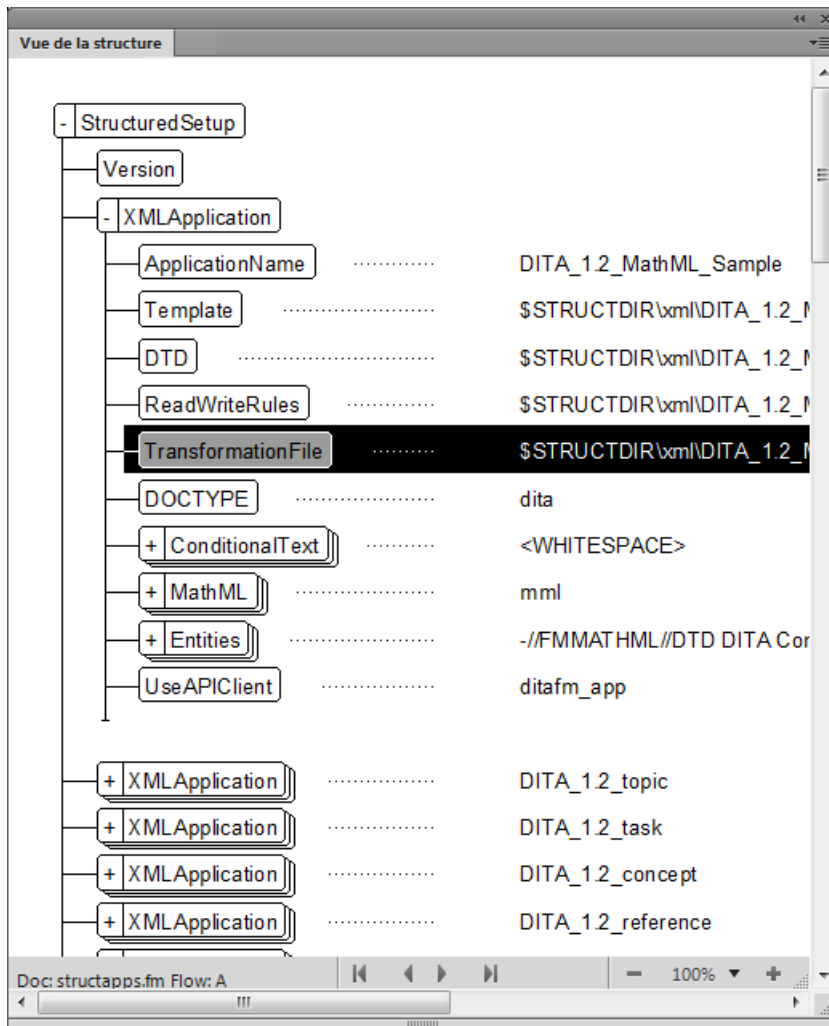 Vue de la structure
- StructuredSetup
Version
- XMLApplication
ApplicationName DITA_1.2_MathML_Sample
Template $STRUCTDIR\xml\DITA_1.2_
DTD $STRUCTDIR\xml\DITA_1.2_
ReadWriteRules $STRUCTDIR\xml\DITA_1.2_
TransformationFile $STRUCTDIR\xml\DITA_1.2_
DOCTYPE dita
+ ConditionalText <WHITESPACE>
+ MathML mml
+ Entities -//FMMATHML//DTD DITA Cor
UseAPIClient ditafm_app
+ XMLApplication DITA_1.2_topic
+ XMLApplication DITA_1.2_task
+ XMLApplication DITA_1.2_concept
+ XMLApplication DITA_1.2_reference
Doc: structapps.fm Flow: A 100%